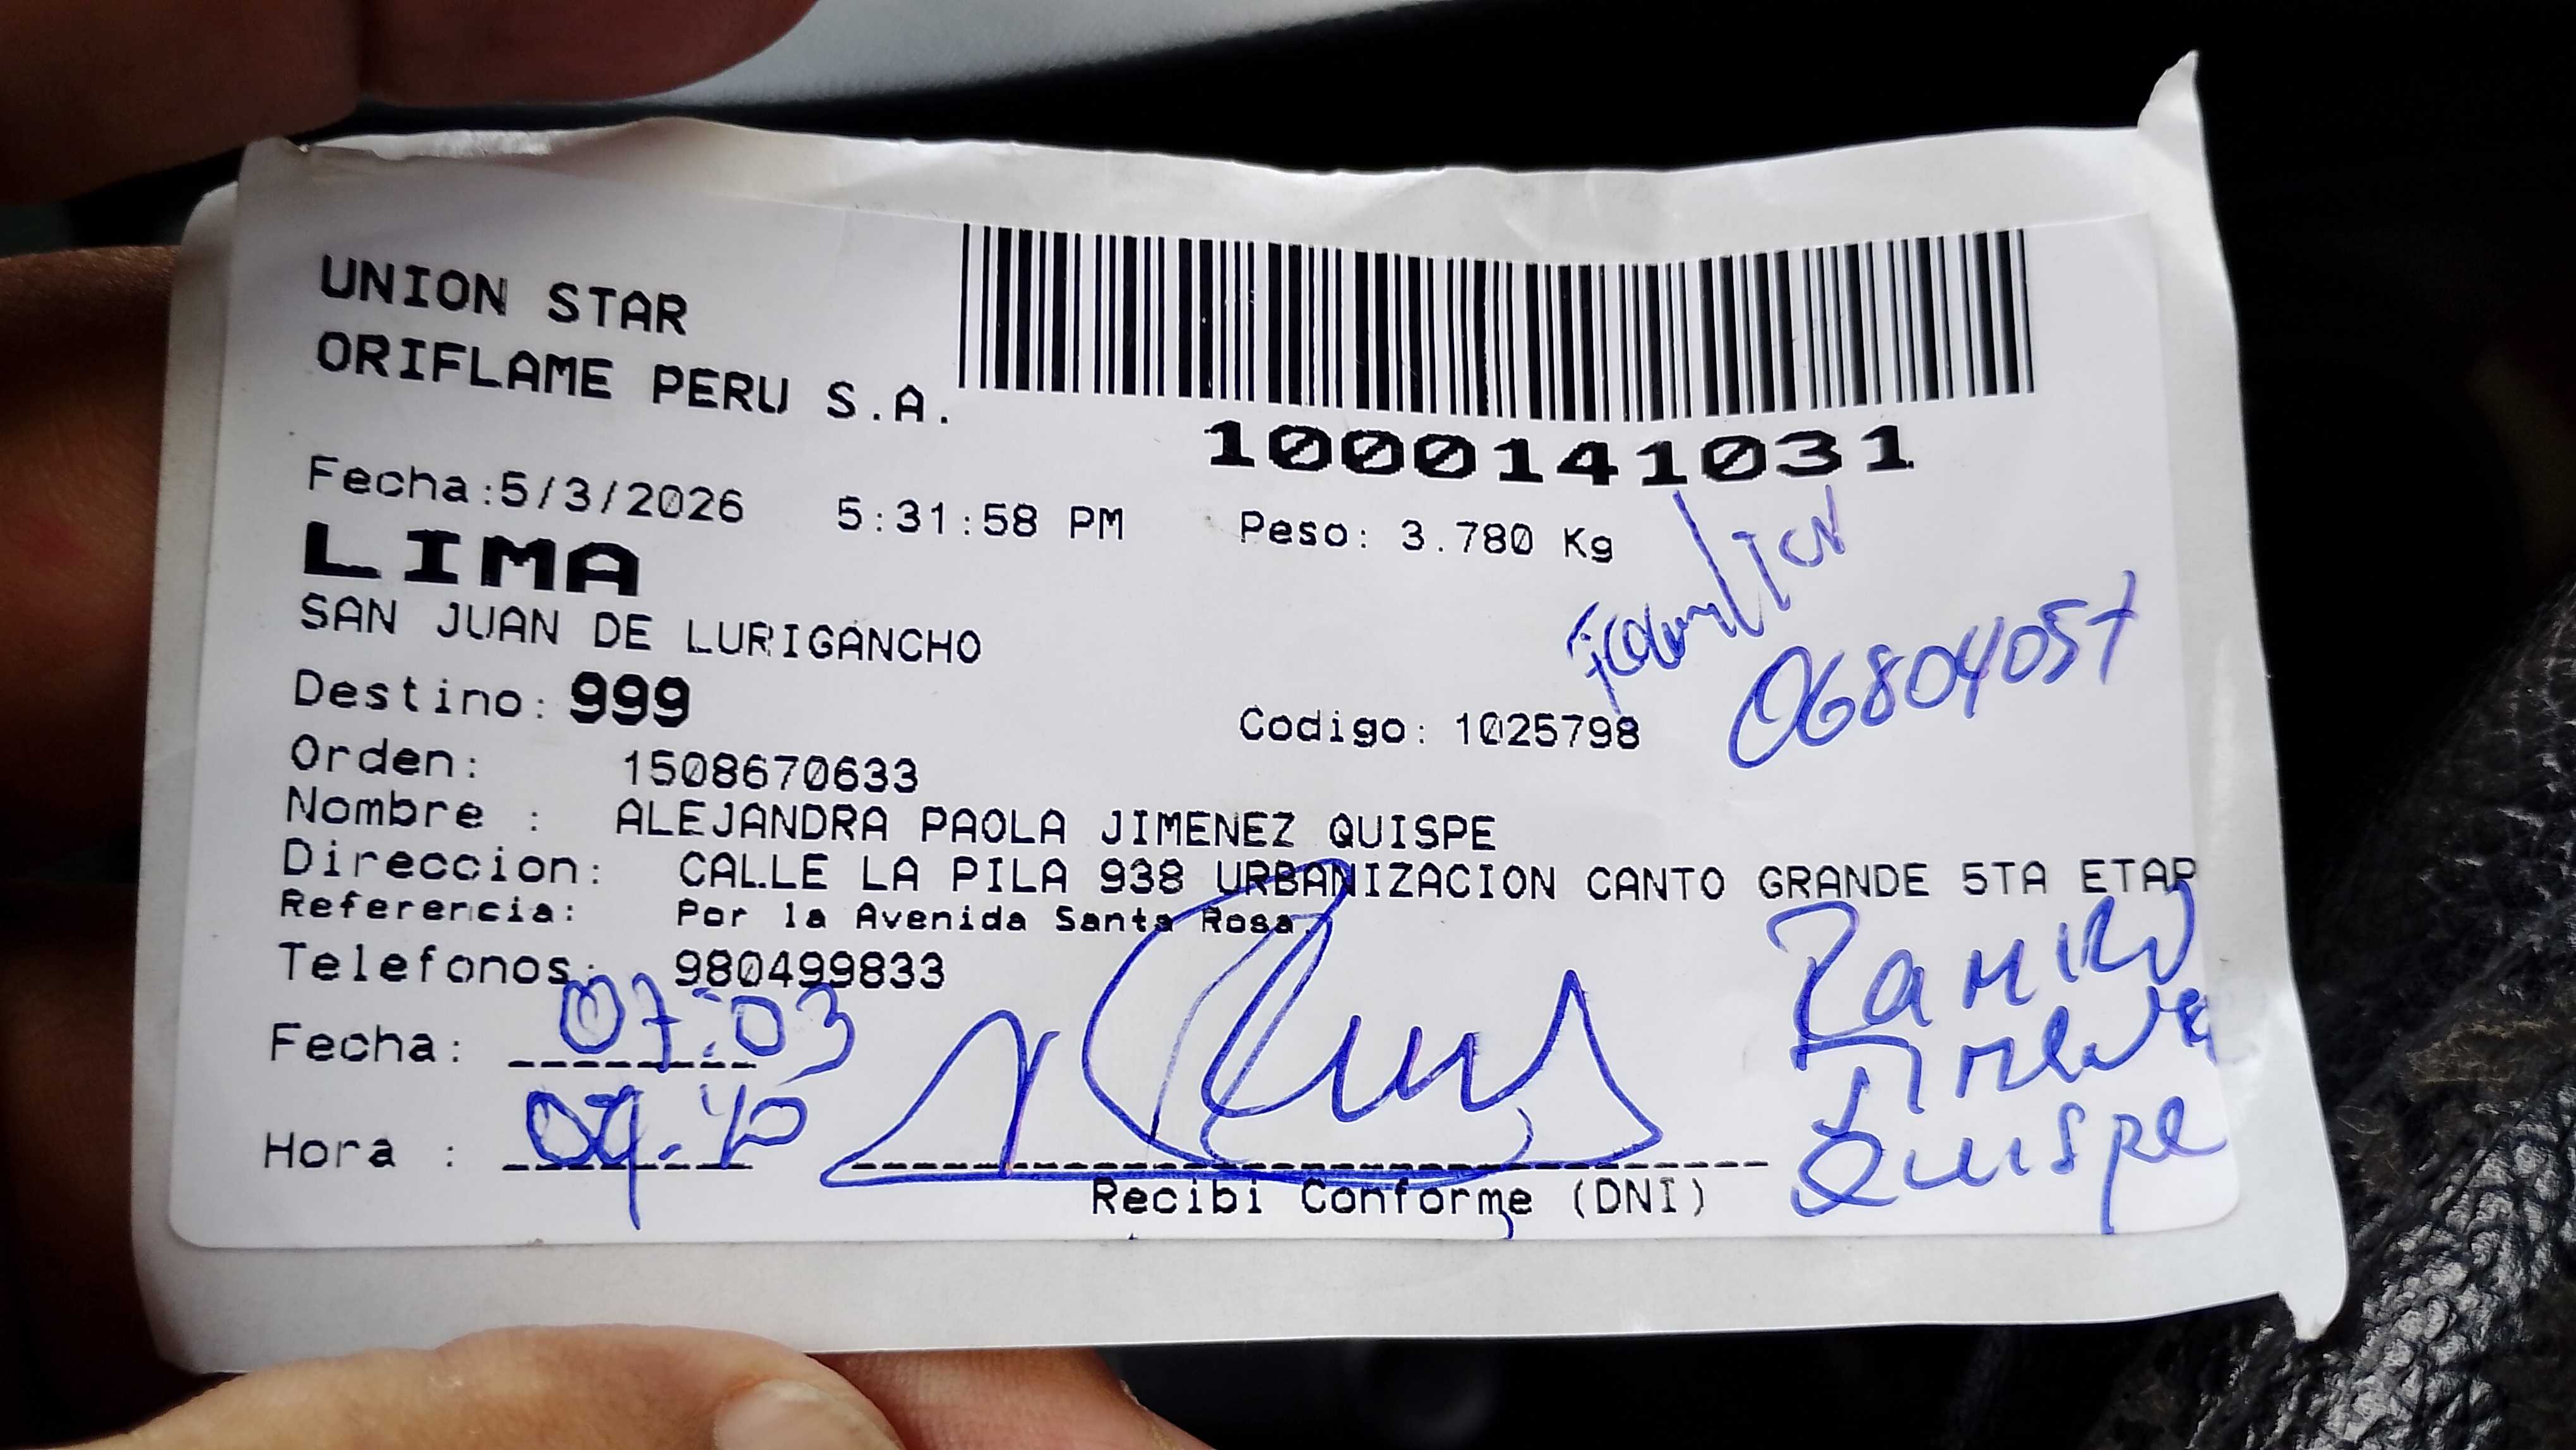 UNION STAR
ORIFLAME PERU S.A.
1000141031
Fecha:5/3/2026 5:31:58 PM Peso: 3.780 Kg
LIMA
familiar
SAN JUAN DE LURIGANCHO
06804057
Destino: 999
Codigo: 1025798
Orden: 1508670633
Nombre : ALEJANDRA PAOLA JIMENEZ QUISPE
Direccion: CALLE LA PILA 938 URBANIZACION CANTO GRANDE 5TA ETAP
Referencia: Por la Avenida Santa Rosa.
Telefonos: 980499833
Fecha: 07:03
Hora : 09.40
Recibi Conforme (DNI)
Ramiro
Jimenez
Quispe